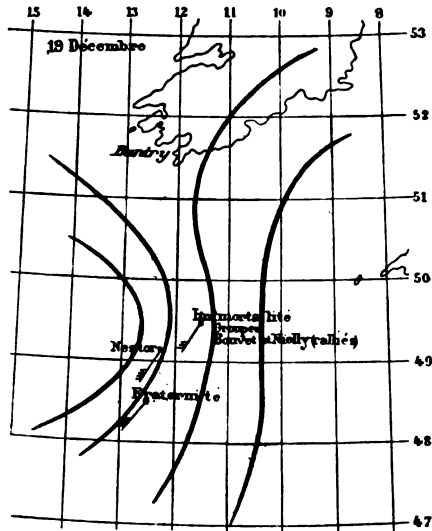 15 14 13 12 11 10 9 8
53
19 Décembre
52
Bantry
51
50
Immortalité
Groupes
Bouvet & Nielly (ralliés)
Nestor
49
Fraternité
48
47